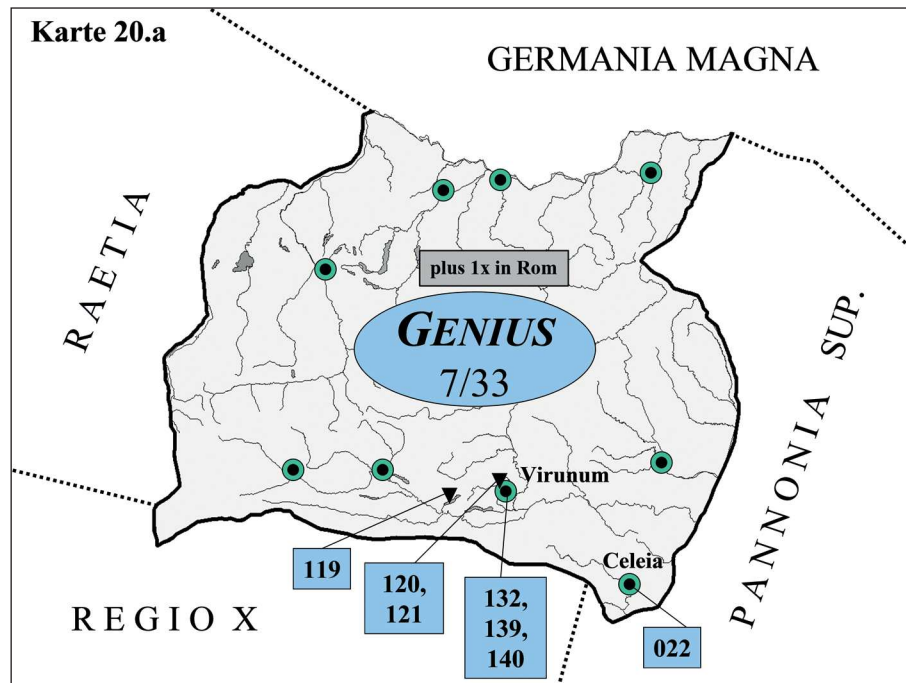 Karte 20.a
GERMANIA MAGNA
RAETIA
plus 1x in Rom
GENIUS
7/33
PANNONIA SUP.
Virunum
Celeia
119
120,
121
132,
139,
140
022
REGIO X